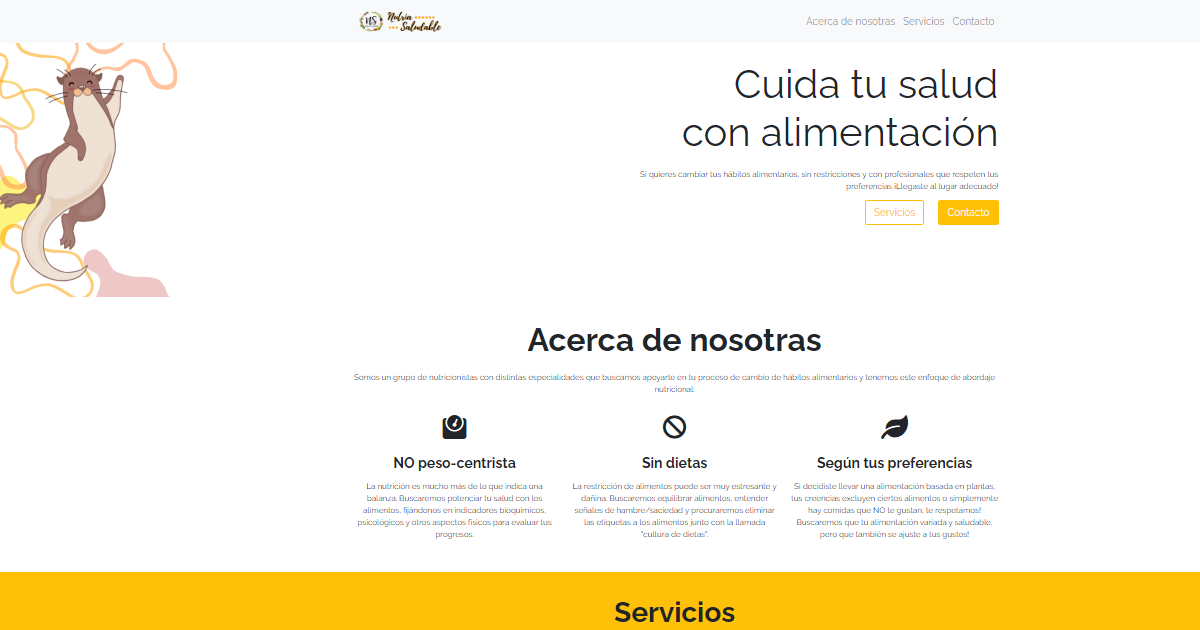 NS Nutria
Saludable
Acerca de nosotras Servicios Contacto
Cuida tu salud
con alimentación
Si quieres cambiar tus hábitos alimentarios, sin restricciones y con profesionales que respeten tus
preferencias ¡Llegaste al lugar adecuado!
Servicios Contacto
Acerca de nosotras
Somos un grupo de nutricionistas con distintas especialidades que buscamos apoyarte en tu proceso de cambio de hábitos alimentarios y tenemos este enfoque de abordaje
nutricional:
NO peso-centrista
La nutrición es mucho más de lo que indica una
balanza. Buscaremos potenciar tu salud con los
alimentos, fijándonos en indicadores bioquímicos,
psicológicos y otros aspectos físicos para evaluar tus
progresos.
Sin dietas
La restricción de alimentos puede ser muy estresante y
dañina. Buscaremos equilibrar alimentos, entender
señales de hambre/saciedad y procuraremos eliminar
las etiquetas a los alimentos junto con la llamada
"cultura de dietas".
Según tus preferencias
Si decidiste llevar una alimentación basada en plantas,
tus creencias excluyen ciertos alimentos o simplemente
hay comidas que NO te gustan, te respetamos!
Buscaremos que tu alimentación variada y saludable,
pero que también se ajuste a tus gustos!
Servicios